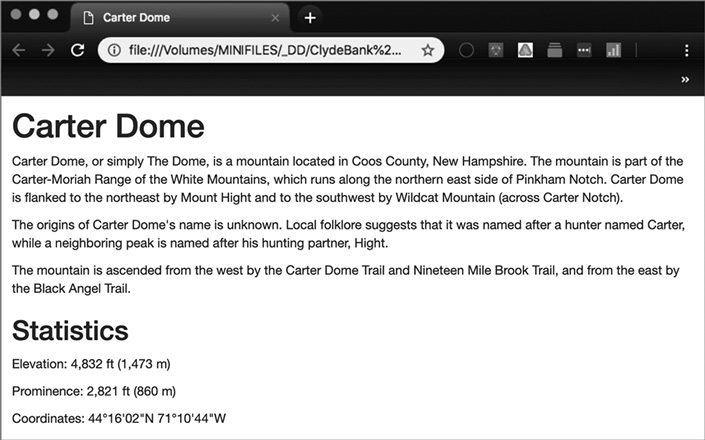 Carter Dome
file:///Volumes/MINIFILES/_DD/ClydeBank%2...
Carter Dome
Carter Dome, or simply The Dome, is a mountain located in Coos County, New Hampshire. The mountain is part of the
Carter-Moriah Range of the White Mountains, which runs along the northern east side of Pinkham Notch. Carter Dome
is flanked to the northeast by Mount Hight and to the southwest by Wildcat Mountain (across Carter Notch).
The origins of Carter Dome's name is unknown. Local folklore suggests that it was named after a hunter named Carter,
while a neighboring peak is named after his hunting partner, Hight.
The mountain is ascended from the west by the Carter Dome Trail and Nineteen Mile Brook Trail, and from the east by
the Black Angel Trail.
Statistics
Elevation: 4,832 ft (1,473 m)
Prominence: 2,821 ft (860 m)
Coordinates: 44°16'02"N 71°10'44"W